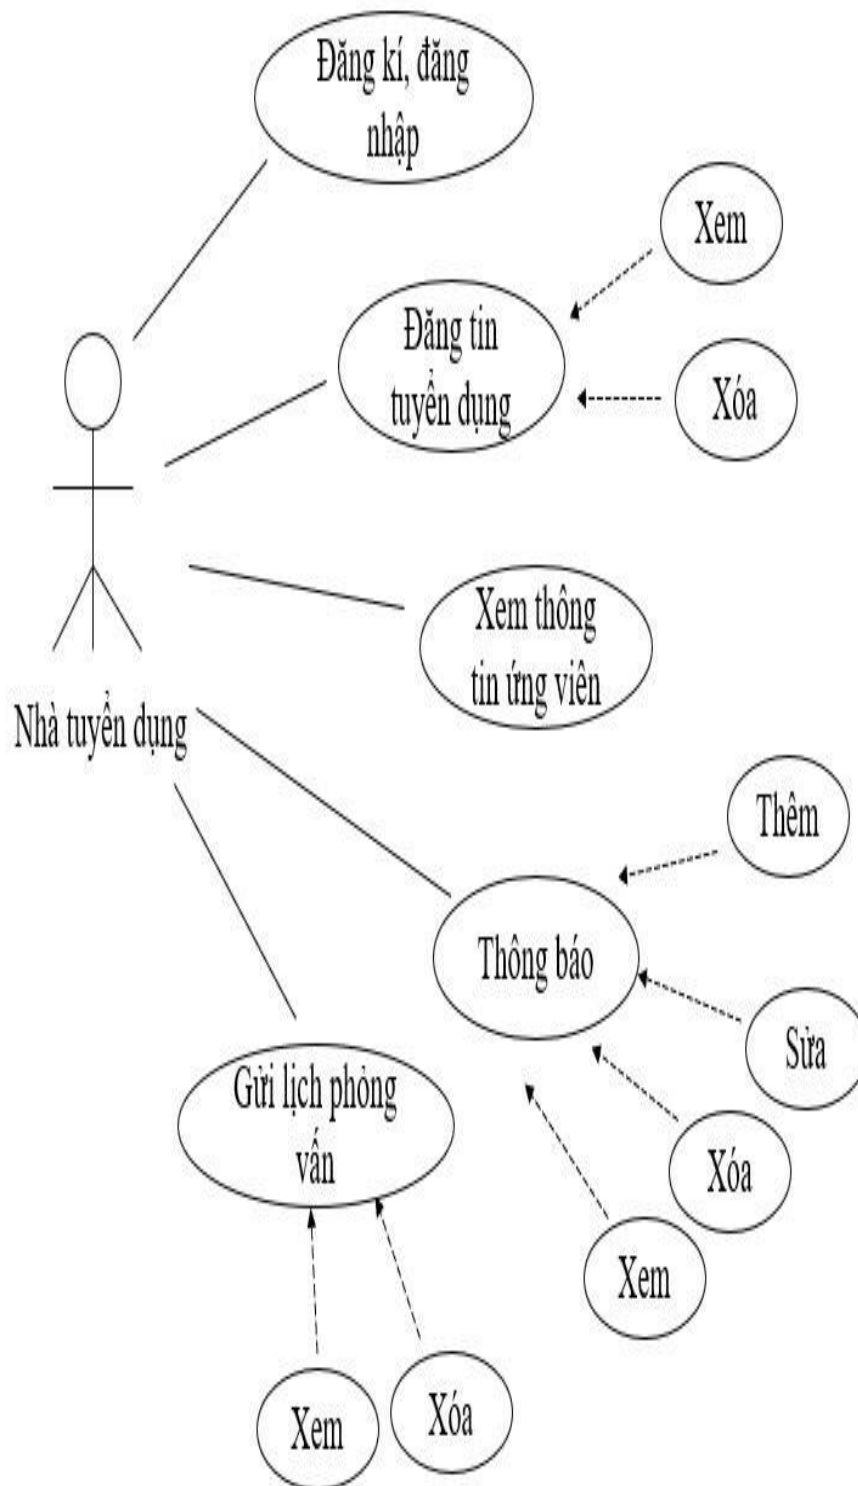 Đăng kí, đăng
nhập
Xem
Đăng tin
tuyển dụng
Xóa
Xem thông
tin ứng viên
Nhà tuyển dụng
Thêm
Thông báo
Sửa
Gửi lịch phỏng
vấn
Xóa
Xem
Xem
Xóa